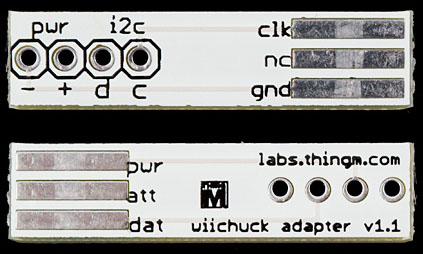 pwr i2c
- + d c
clk
nc
gnd
pwr
att
dat
M
labs.thingm.com
wiichuck adapter v1.1